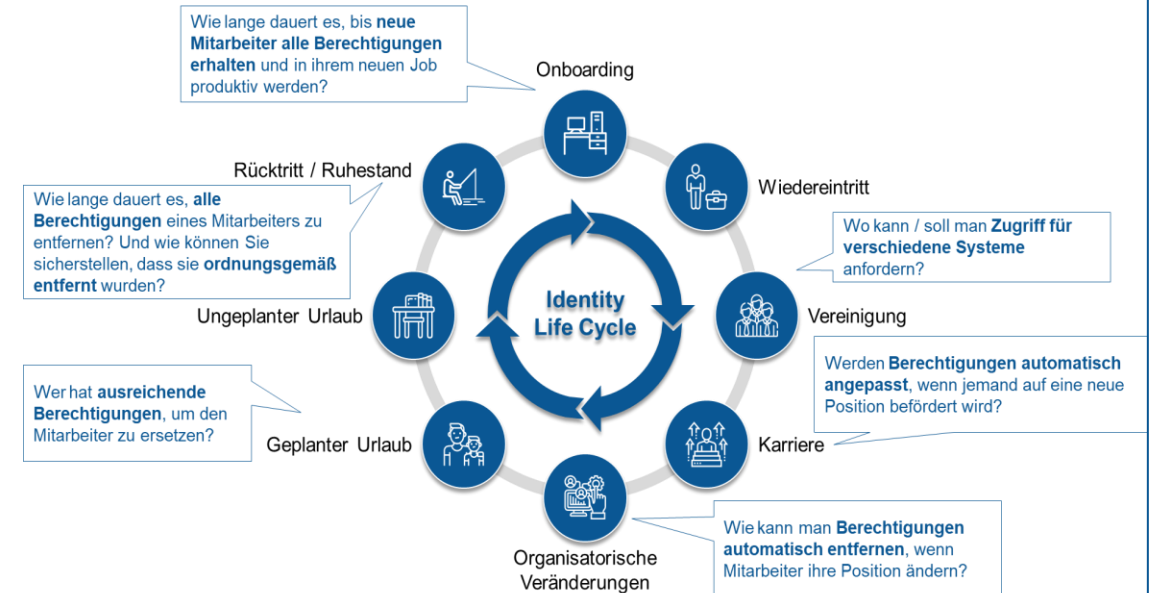 Wie lange dauert es, bis neue
Mitarbeiter alle Berechtigungen
erhalten und in ihrem neuen Job
produktiv werden?
Onboarding
Rücktritt / Ruhestand
Wiedereintritt
Wie lange dauert es, alle
Berechtigungen eines Mitarbeiters zu
entfernen? Und wie können Sie
sicherstellen, dass sie ordnungsgemäß
entfernt wurden?
Wo kann / soll man Zugriff für
verschiedene Systeme
anfordern?
Identity
Life Cycle
Ungeplanter Urlaub
Vereinigung
Werden Berechtigungen automatisch
angepasst, wenn jemand auf eine neue
Position befördert wird?
Wer hat ausreichende
Berechtigungen, um den
Mitarbeiter zu ersetzen?
Geplanter Urlaub
Karriere
Organisatorische
Veränderungen
Wie kann man Berechtigungen
automatisch entfernen, wenn
Mitarbeiter ihre Position ändern?